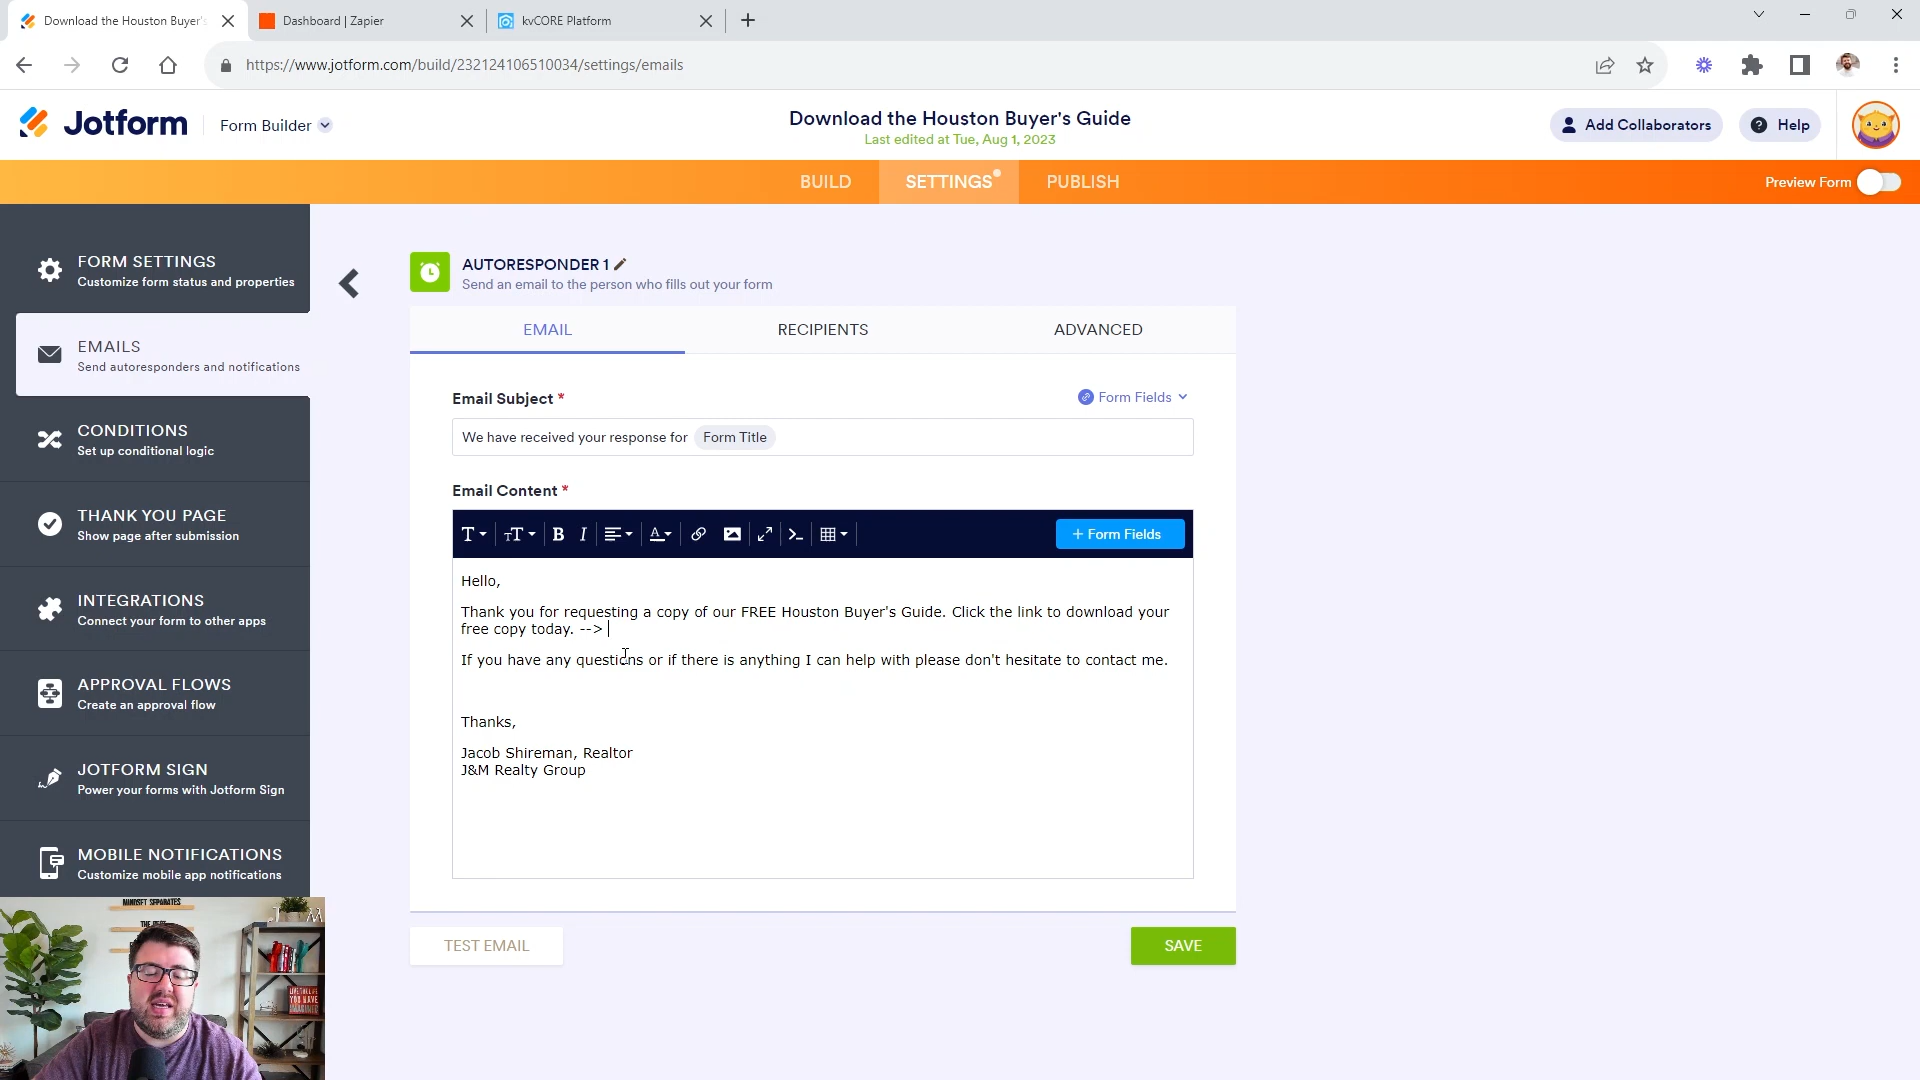 Download the Houston Buyer's
Dashboard | Zapier
kvCORE Platform
https://www.jotform.com/build/232124106510034/settings/emails
Jotform
Form Builder
Download the Houston Buyer's Guide
Last edited at Tue, Aug 1, 2023
Add Collaborators
Help
BUILD
SETTINGS
PUBLISH
Preview Form
FORM SETTINGS
Customize form status and properties
EMAILS
Send autoresponders and notifications
CONDITIONS
Set up conditional logic
THANK YOU PAGE
Show page after submission
INTEGRATIONS
Connect your form to other apps
APPROVAL FLOWS
Create an approval flow
JOTFORM SIGN
Power your forms with Jotform Sign
MOBILE NOTIFICATIONS
Customize mobile app notifications
AUTORESPONDER 1
Send an email to the person who fills out your form
EMAIL
RECIPIENTS
ADVANCED
Email Subject *
Form Fields
We have received your response for Form Title
Email Content *
+ Form Fields
Hello,
Thank you for requesting a copy of our FREE Houston Buyer's Guide. Click the link to download your
free copy today. -->
If you have any questions or if there is anything I can help with please don't hesitate to contact me.
Thanks,
Jacob Shireman, Realtor
J&M Realty Group
TEST EMAIL
SAVE
MINDSET SEPARATES